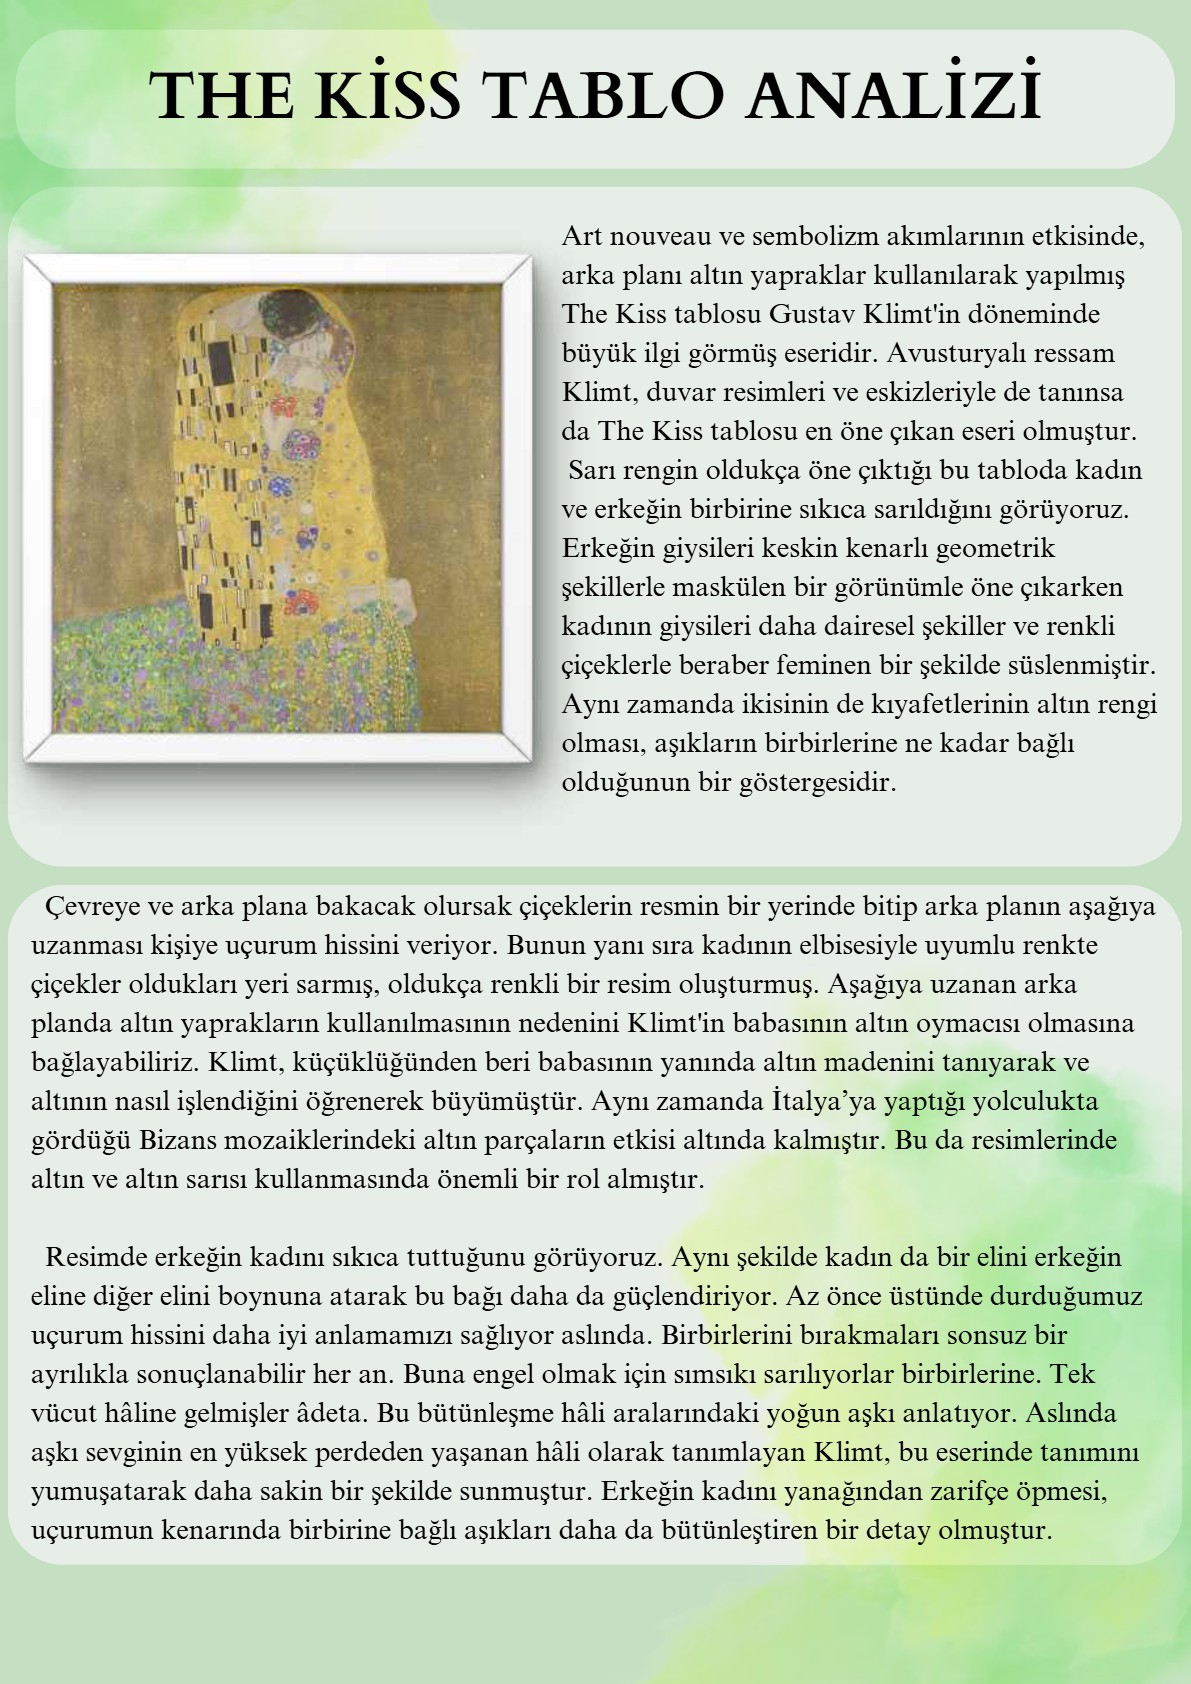 THE KİSS TABLO ANALİZİ
Art nouveau ve sembolizm akımlarının etkisinde,
arka planı altın yapraklar kullanılarak yapılmış
The Kiss tablosu Gustav Klimt'in döneminde
büyük ilgi görmüş eseridir. Avusturyalı ressam
Klimt, duvar resimleri ve eskizleriyle de tanınsa
da The Kiss tablosu en öne çıkan eseri olmuştur.
Sarı rengin oldukça öne çıktığı bu tabloda kadın
ve erkeğin birbirine sıkıca sarıldığını görüyoruz.
Erkeğin giysileri keskin kenarlı geometrik
şekillerle maskülen bir görünümle öne çıkarken
kadının giysileri daha dairesel şekiller ve renkli
çiçeklerle beraber feminen bir şekilde süslenmiştir.
Aynı zamanda ikisinin de kıyafetlerinin altın rengi
olması, aşıkların birbirlerine ne kadar bağlı
olduğunun bir göstergesidir.
Çevreye ve arka plana bakacak olursak çiçeklerin resmin bir yerinde bitip arka planın aşağıya
uzanması kişiye uçurum hissini veriyor. Bunun yanı sıra kadının elbisesiyle uyumlu renkte
çiçekler oldukları yeri sarmış, oldukça renkli bir resim oluşturmuş. Aşağıya uzanan arka
planda altın yaprakların kullanılmasının nedenini Klimt'in babasının altın oymacısı olmasına
bağlayabiliriz. Klimt, küçüklüğünden beri babasının yanında altın madenini tanıyarak ve
altının nasıl işlendiğini öğrenerek büyümüştür. Aynı zamanda İtalya’ya yaptığı yolculukta
gördüğü Bizans mozaiklerindeki altın parçaların etkisi altında kalmıştır. Bu da resimlerinde
altın ve altın sarısı kullanmasında önemli bir rol almıştır.
Resimde erkeğin kadını sıkıca tuttuğunu görüyoruz. Aynı şekilde kadın da bir elini erkeğin
eline diğer elini boynuna atarak bu bağı daha da güçlendiriyor. Az önce üstünde durduğumuz
uçurum hissini daha iyi anlamamızı sağlıyor aslında. Birbirlerini bırakmaları sonsuz bir
ayrılıkla sonuçlanabilir her an. Buna engel olmak için sımsıkı sarılıyorlar birbirlerine. Tek
vücut hâline gelmişler âdeta. Bu bütünleşme hâli aralarındaki yoğun aşkı anlatıyor. Aslında
aşkı sevginin en yüksek perdeden yaşanan hâli olarak tanımlayan Klimt, bu eserinde tanımını
yumuşatarak daha sakin bir şekilde sunmuştur. Erkeğin kadını yanağından zarifçe öpmesi,
uçurumun kenarında birbirine bağlı aşıkları daha da bütünleştiren bir detay olmuştur.